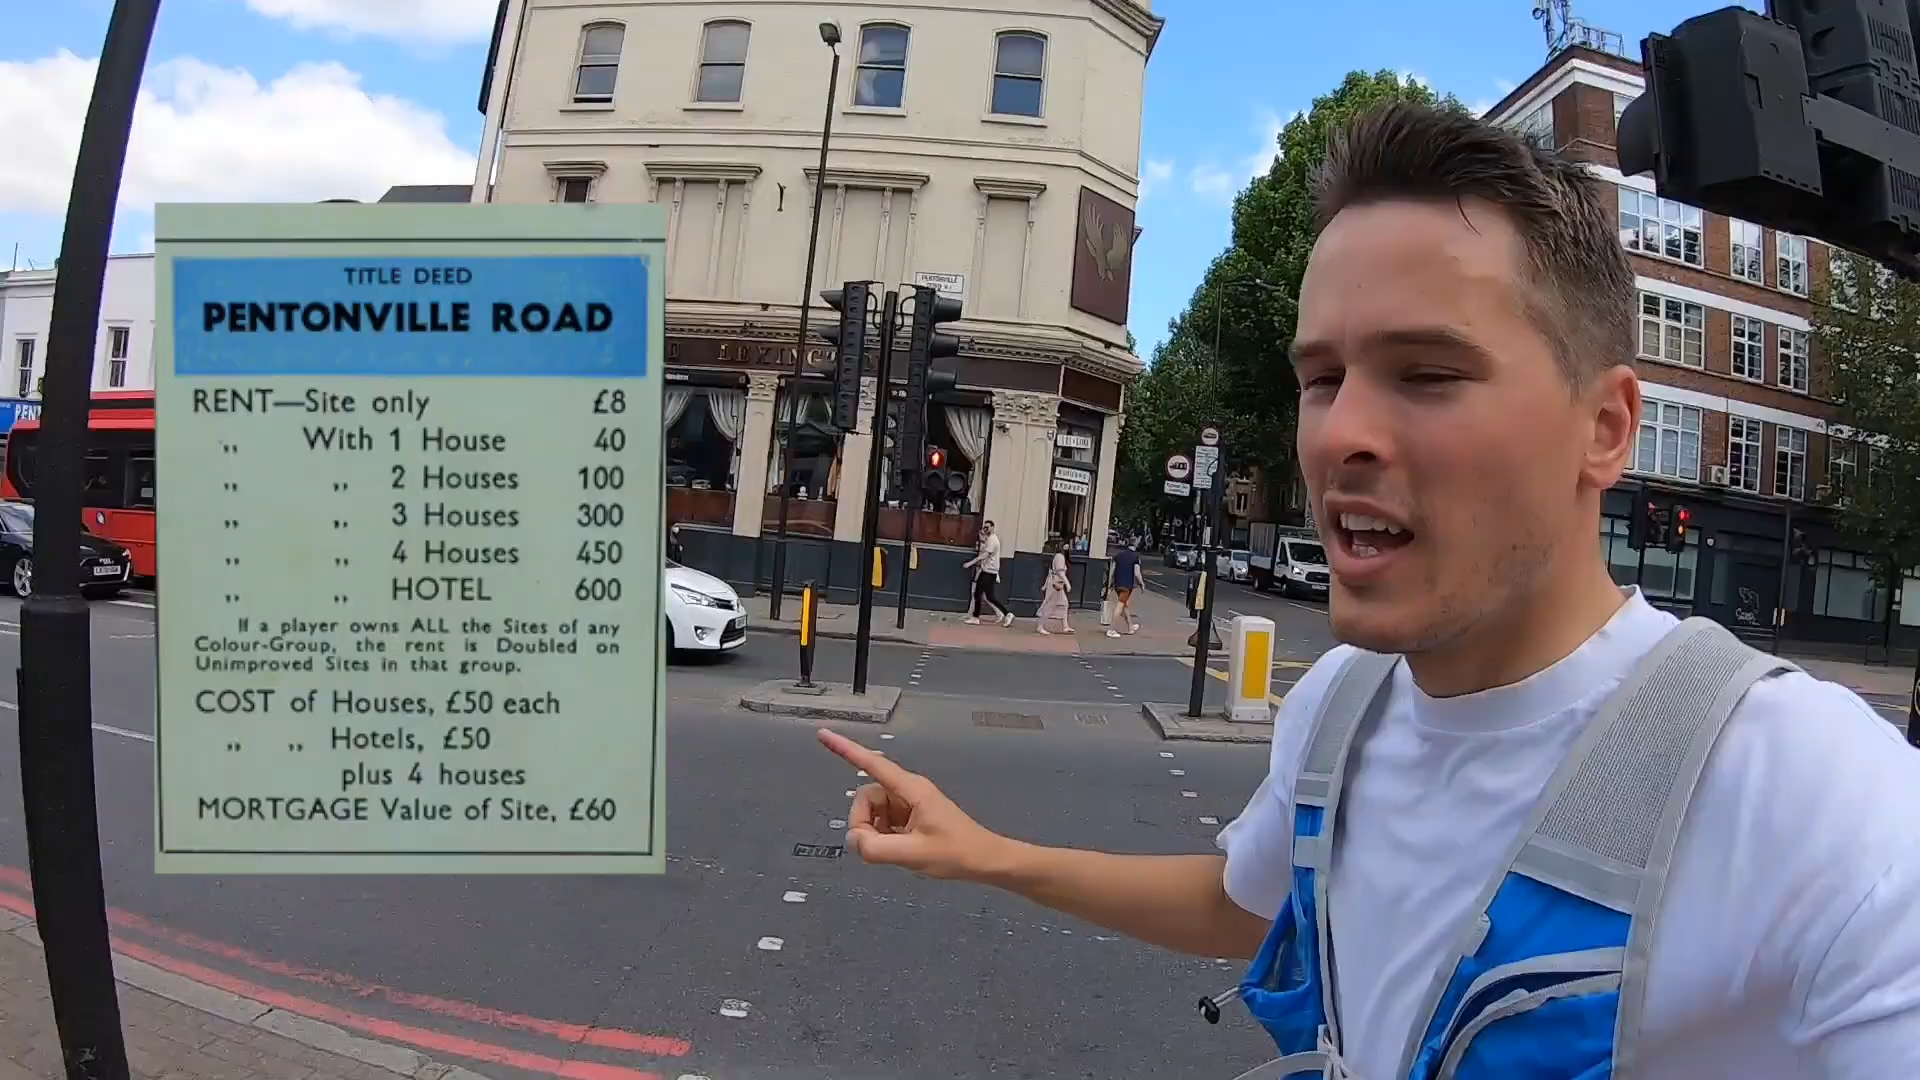 TITLE DEED
PENTONVILLE ROAD
RENT—Site only £8
„ With 1 House 40
„ „ 2 Houses 100
„ „ 3 Houses 300
„ „ 4 Houses 450
„ „ HOTEL 600
If a player owns ALL the Sites of any
Colour-Group, the rent is Doubled on
Unimproved Sites in that group.
COST of Houses, £50 each
„ „ Hotels, £50
plus 4 houses
MORTGAGE Value of Site, £60
PENTONVILLE
LEXING
PEN